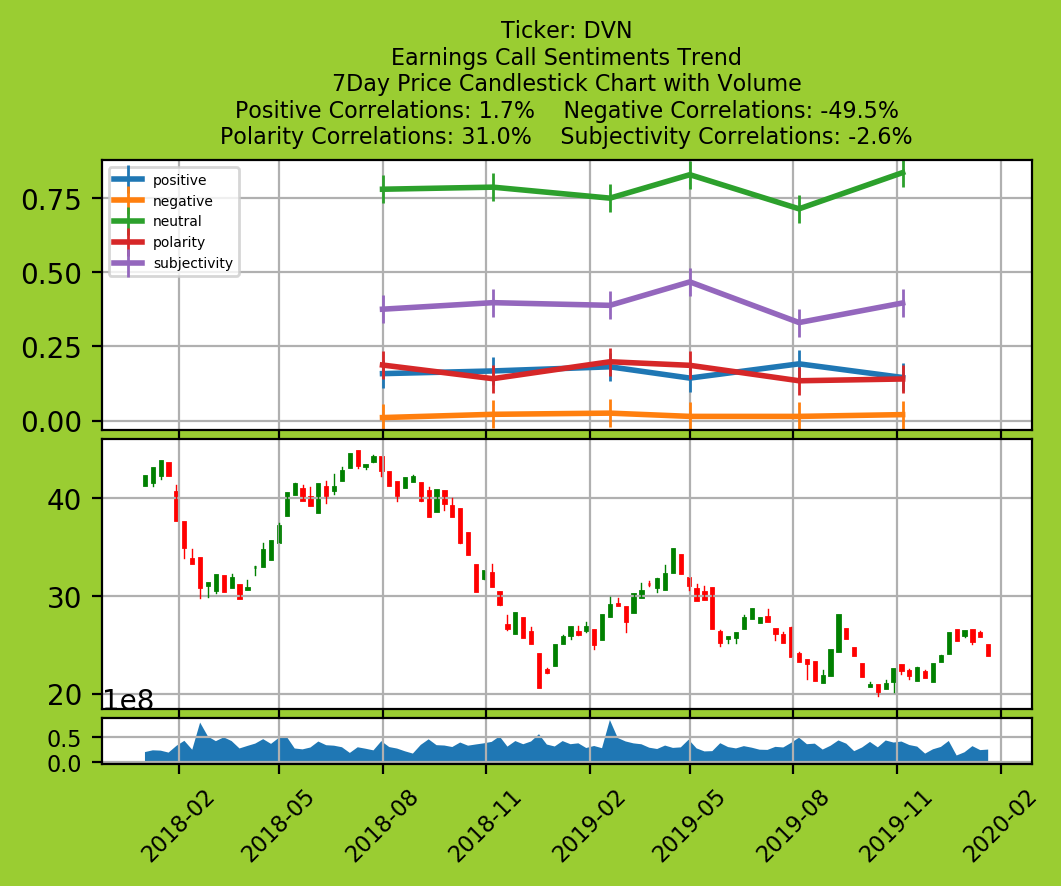 Ticker: DVN
Earnings Call Sentiments Trend
7Day Price Candlestick Chart with Volume
Positive Correlations: 1.7%    Negative Correlations: -49.5%
Polarity Correlations: 31.0%    Subjectivity Correlations: -2.6%
positive
negative
neutral
polarity
subjectivity
0.75
0.50
0.25
0.00
40
30
20
1e8
0.5
0.0
2018-02 2018-05 2018-08 2018-11 2019-02 2019-05 2019-08 2019-11 2020-02